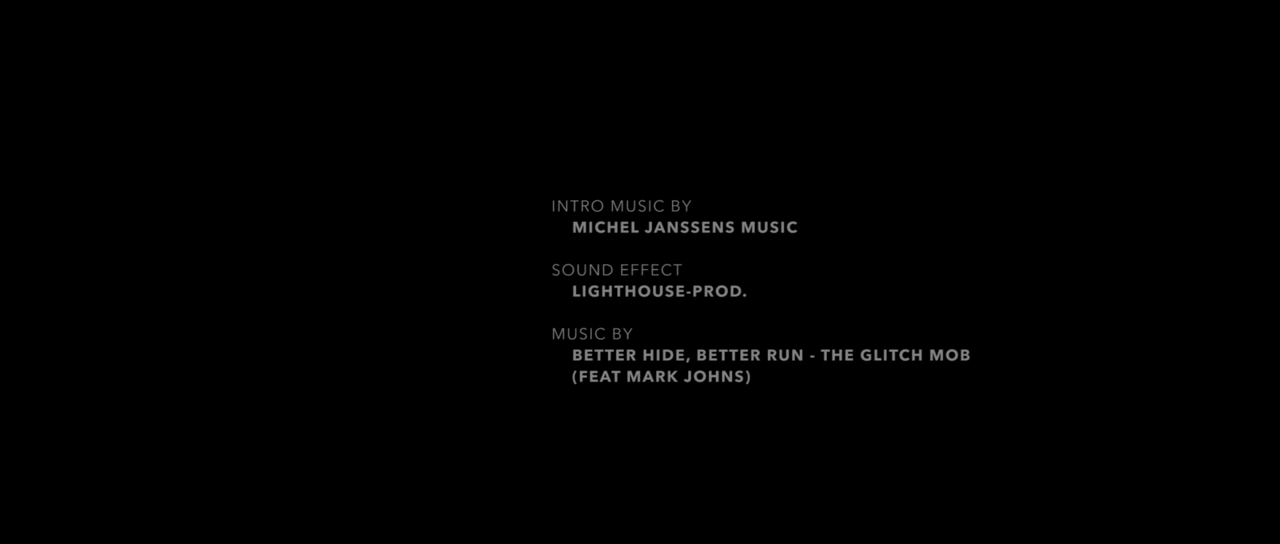 INTRO MUSIC BY
MICHEL JANSSENS MUSIC
SOUND EFFECT
LIGHTHOUSE-PROD.
MUSIC BY
BETTER HIDE, BETTER RUN - THE GLITCH MOB
(FEAT MARK JOHNS)